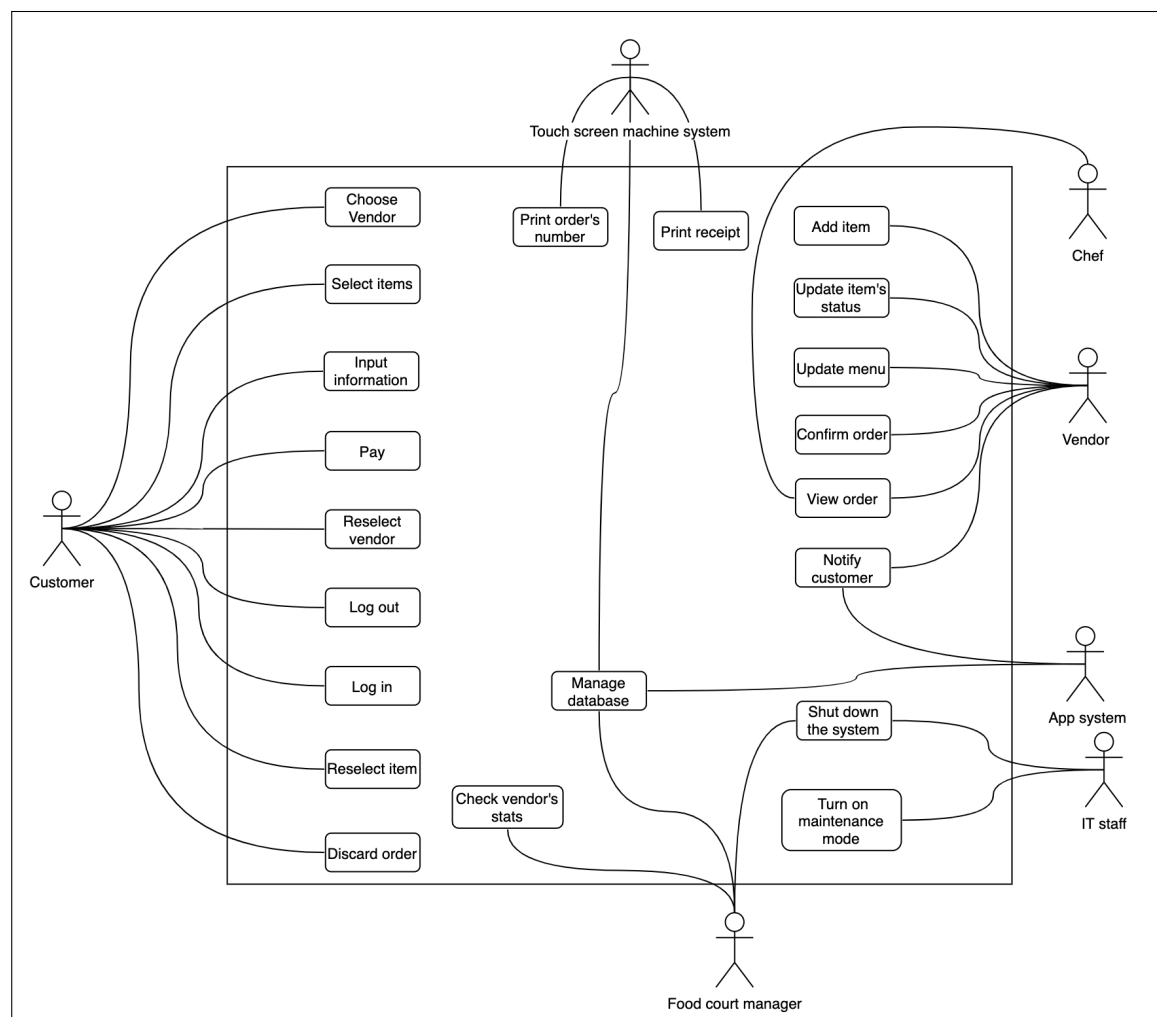 Touch screen machine system
Choose
Vendor
Print order's
number
Print receipt
Add item
Chef
Select items
Update item's
status
Input
information
Update menu
Vendor
Pay
Confirm order
View order
Reselect
vendor
Customer
Notify
customer
Log out
Log in
Manage
database
App system
Shut down
the system
Reselect item
Check vendor's
stats
Turn on
maintenance
mode
IT staff
Discard order
Food court manager